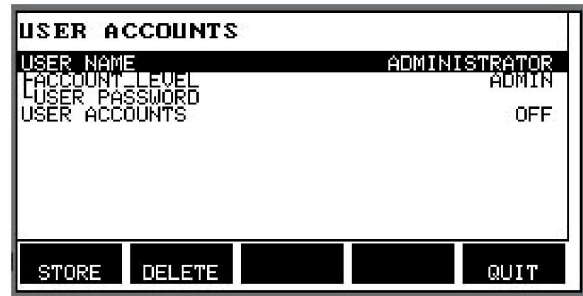 USER ACCOUNTS
USER NAME ADMINISTRATOR
ACCOUNT LEVEL ADMIN
USER PASSWORD
USER ACCOUNTS OFF
STORE DELETE QUIT